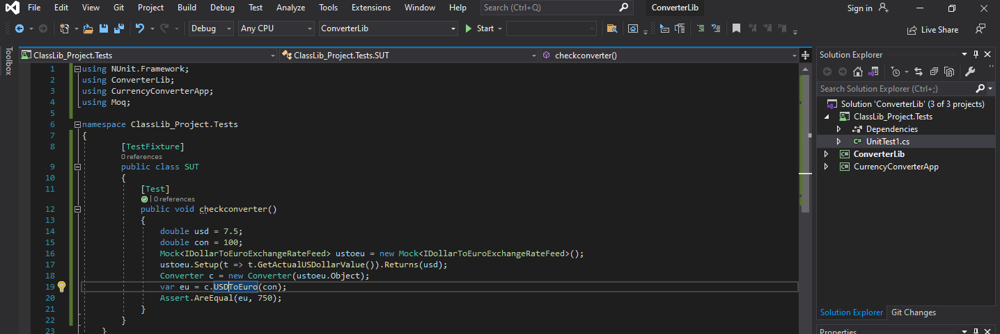 File Edit View Git Project Build Debug Test Analyze Tools Extensions Window Help Search (Ctrl+Q) ConverterLib Sign in
Debug Any CPU ConverterLib Start Live Share
Toolbox
ClassLib_Project.Tests ClassLib_Project.Tests.SUT checkconverter()
1 using NUnit.Framework;
2 using ConverterLib;
3 using CurrencyConverterApp;
4 using Moq;
5
6 namespace ClassLib_Project.Tests
7 {
8 [TestFixture]
0 references
9 public class SUT
10 {
11 [Test]
0 references
12 public void checkconverter()
13 {
14 double usd = 7.5;
15 double con = 100;
16 Mock<IDollarToEuroExchangeRateFeed> ustoeu = new Mock<IDollarToEuroExchangeRateFeed>();
17 ustoeu.Setup(t => t.GetActualUSDollarValue()).Returns(usd);
18 Converter c = new Converter(ustoeu.Object);
19 var eu = c.USDToEuro(con);
20 Assert.AreEqual(eu, 750);
21 }
22 }
23 }
Solution Explorer
Search Solution Explorer (Ctrl+;)
Solution 'ConverterLib' (3 of 3 projects)
ClassLib_Project.Tests
Dependencies
C# UnitTest1.cs
C# ConverterLib
C# CurrencyConverterApp
Solution Explorer Git Changes
Properties